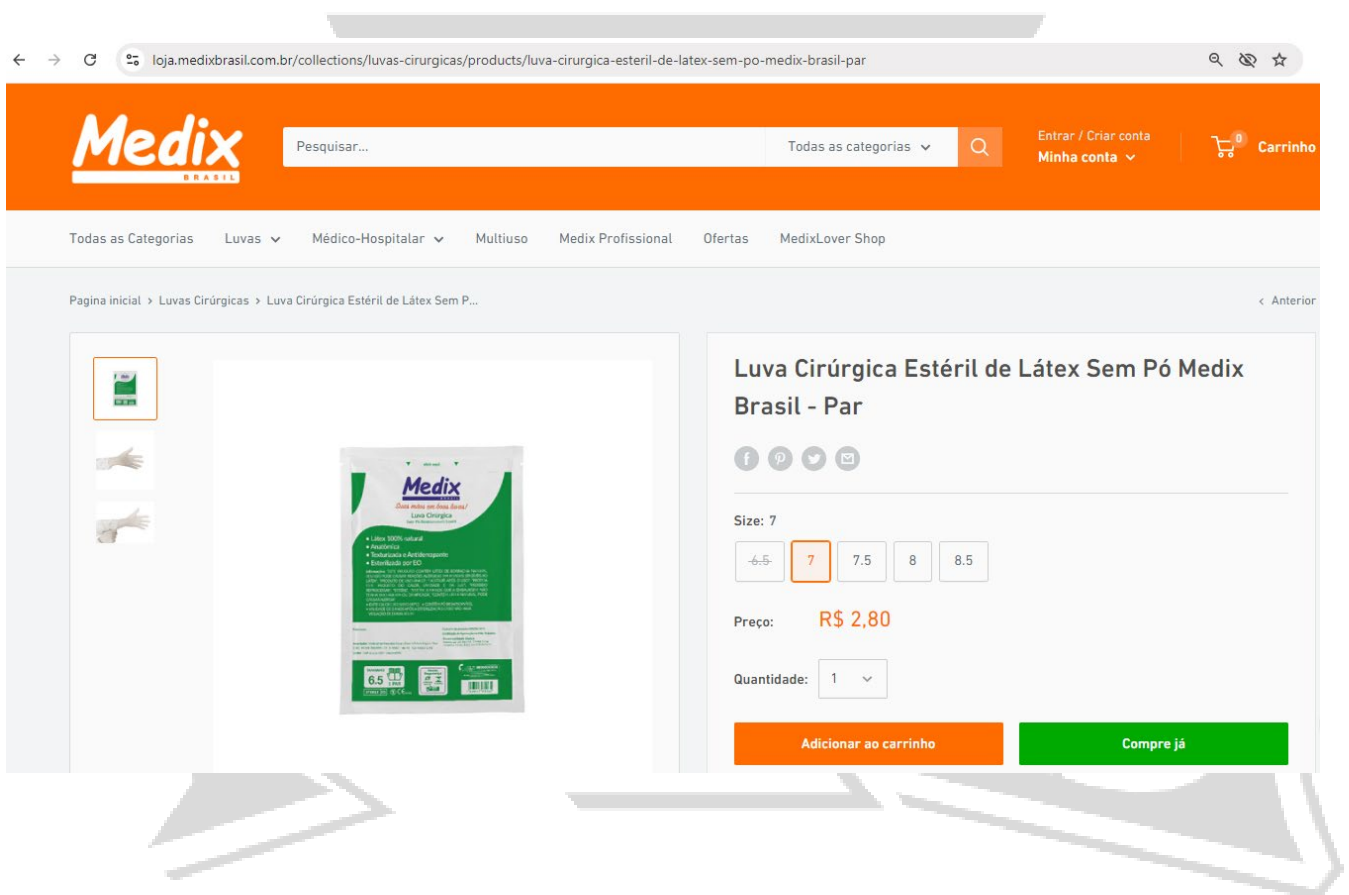 loja.medixbrasil.com.br/collections/luvas-cirurgicas/products/luva-cirurgica-esteril-de-latex-sem-po-medix-brasil-par
Medix
BRASIL
Pesquisar...
Todas as categorias
Entrar / Criar conta
Minha conta
0
Carrinho
Todas as Categorias Luvas Médico-Hospitalar Multiuso Medix Profissional Ofertas MedixLover Shop
Pagina inicial > Luvas Cirúrgicas > Luva Cirúrgica Estéril de Látex Sem P...
< Anterior
Medix
BRASIL
Luva Cirúrgica
• Látex 100% natural
• Anatômica
• Texturizada e Antiderrapante
• Esterilizada por EO
6.5
Luva Cirúrgica Estéril de Látex Sem Pó Medix
Brasil - Par
Size: 7
6.5 7 7.5 8 8.5
Preço: R$ 2,80
Quantidade: 1
Adicionar ao carrinho Compre já